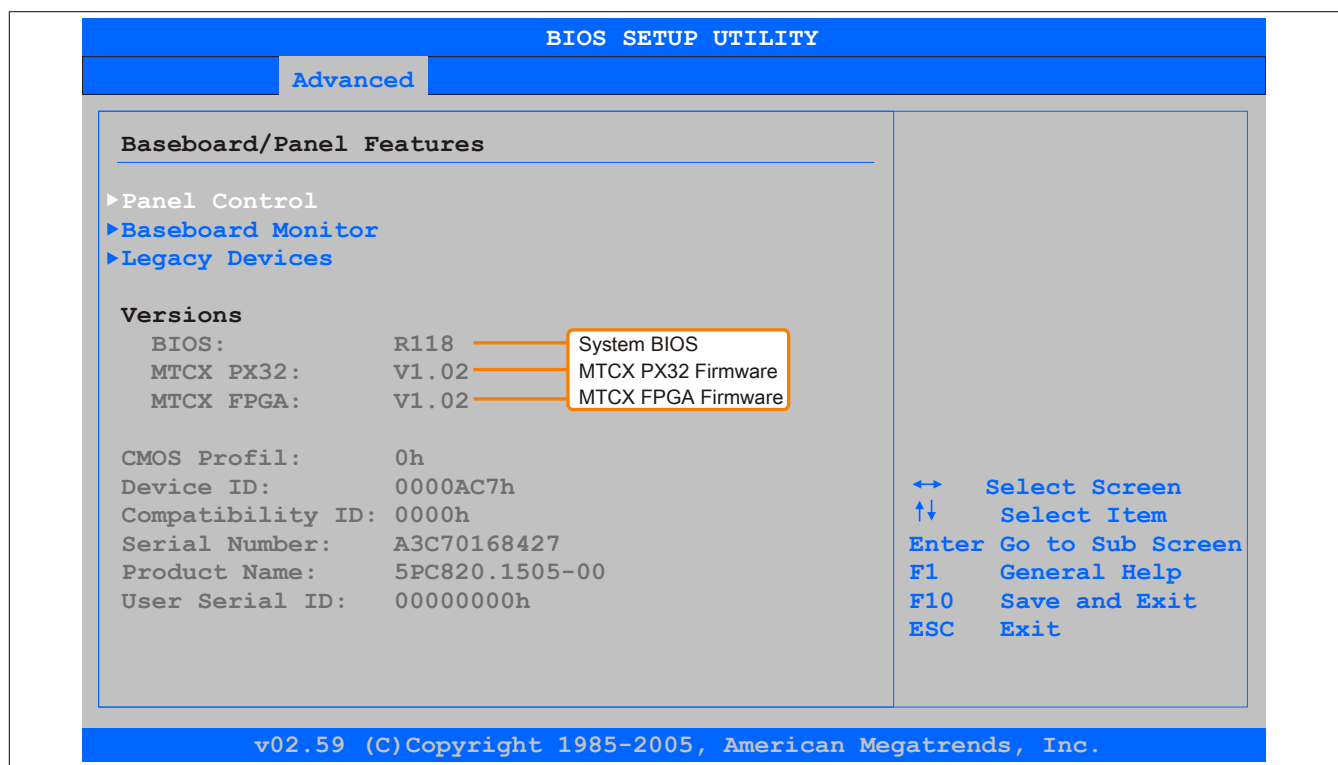 BIOS SETUP UTILITY
Advanced
Baseboard/Panel Features
▶Panel Control
▶Baseboard Monitor
▶Legacy Devices
Versions
BIOS: R118 System BIOS
MTCX PX32: V1.02 MTCX PX32 Firmware
MTCX FPGA: V1.02 MTCX FPGA Firmware
CMOS Profil: 0h
Device ID: 0000AC7h
Compatibility ID: 0000h
Serial Number: A3C70168427
Product Name: 5PC820.1505-00
User Serial ID: 00000000h
↔ Select Screen
↑↓ Select Item
Enter Go to Sub Screen
F1 General Help
F10 Save and Exit
ESC Exit
v02.59 (C)Copyright 1985-2005, American Megatrends, Inc.